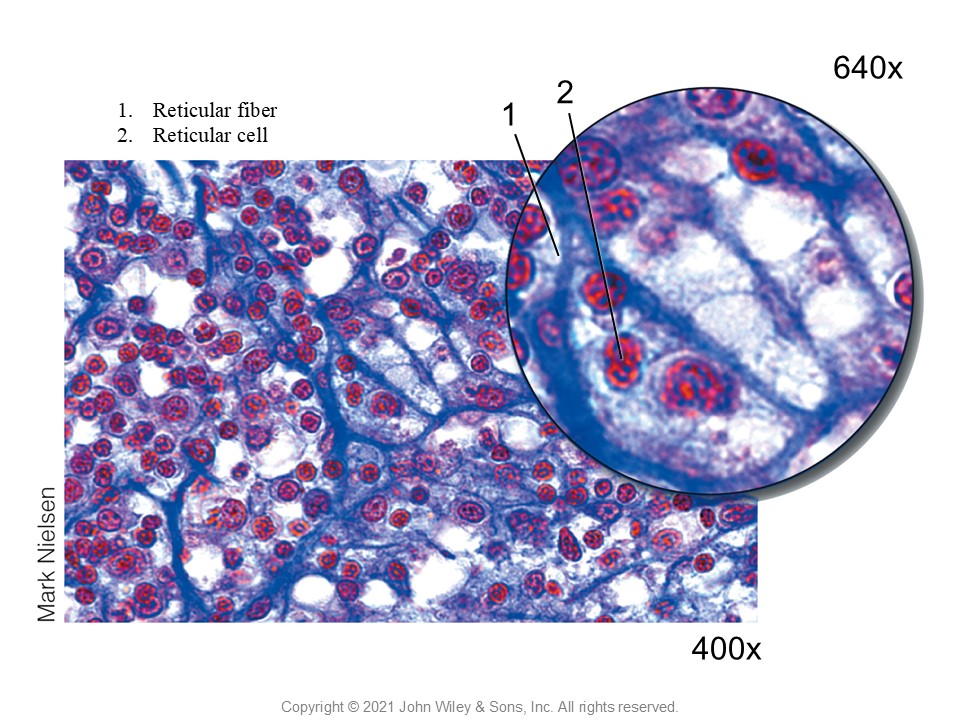 640x
1. Reticular fiber
2. Reticular cell
1
2
Mark Nielsen
400x
Copyright © 2021 John Wiley & Sons, Inc. All rights reserved.